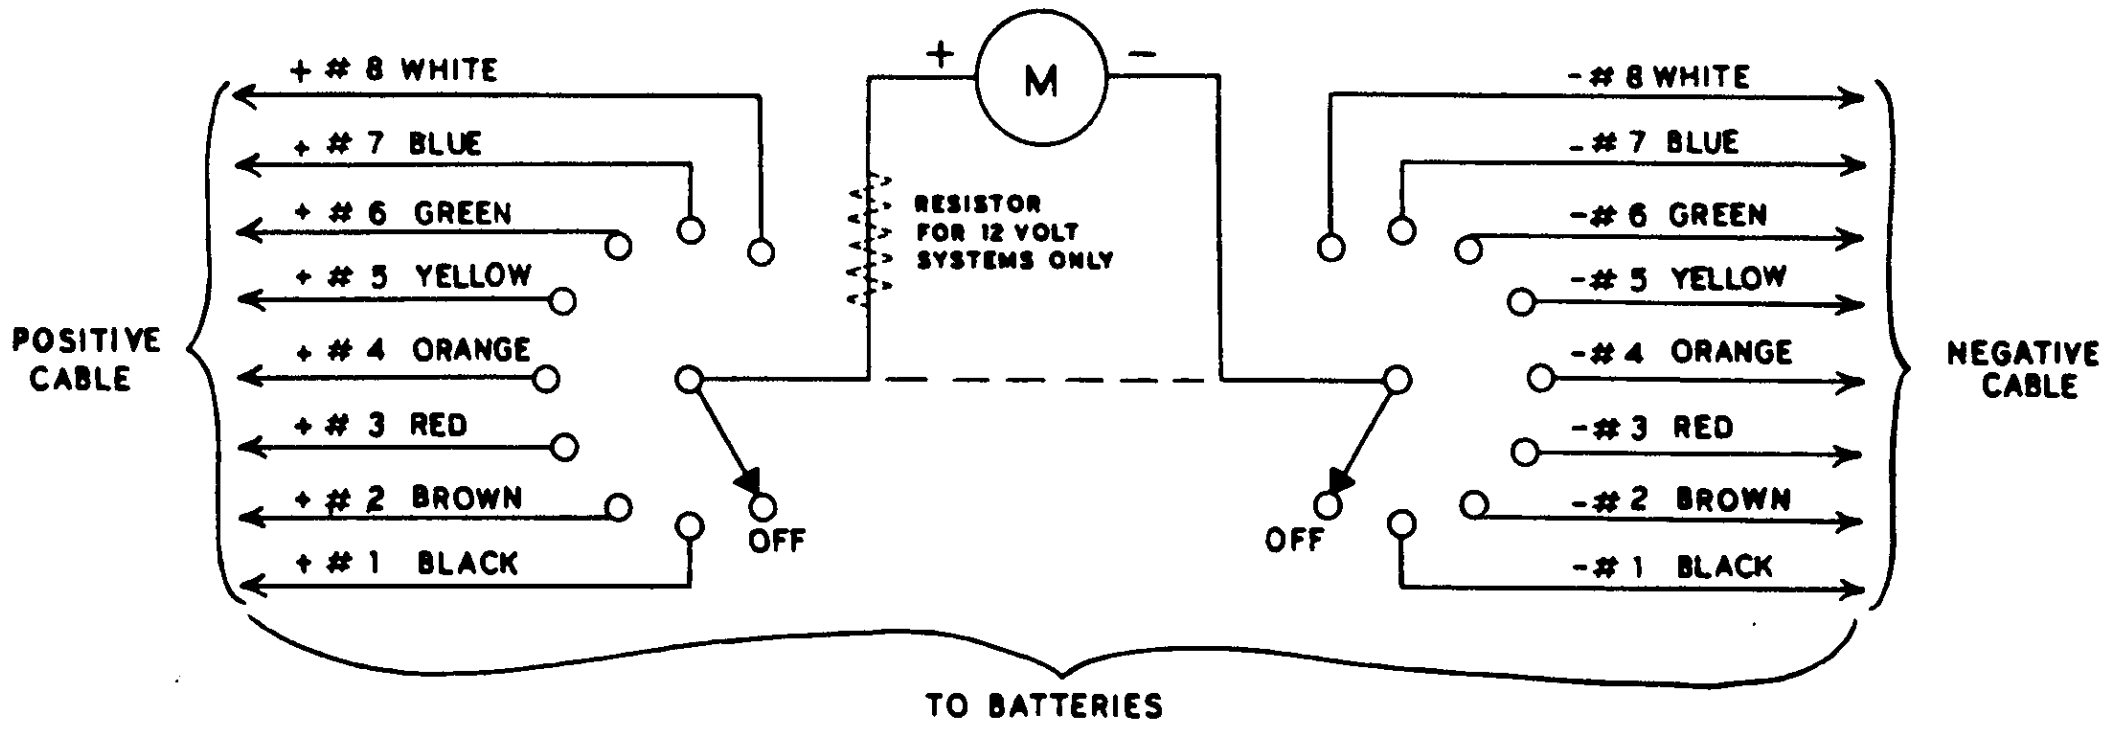 + # 8 WHITE
+ # 7 BLUE
+ # 6 GREEN
+ # 5 YELLOW
+ # 4 ORANGE
+ # 3 RED
+ # 2 BROWN
+ # 1 BLACK
POSITIVE
CABLE
OFF
+
M
-
RESISTOR
FOR 12 VOLT
SYSTEMS ONLY
- # 8 WHITE
- # 7 BLUE
- # 6 GREEN
- # 5 YELLOW
- # 4 ORANGE
- # 3 RED
- # 2 BROWN
- # 1 BLACK
OFF
NEGATIVE
CABLE
TO BATTERIES